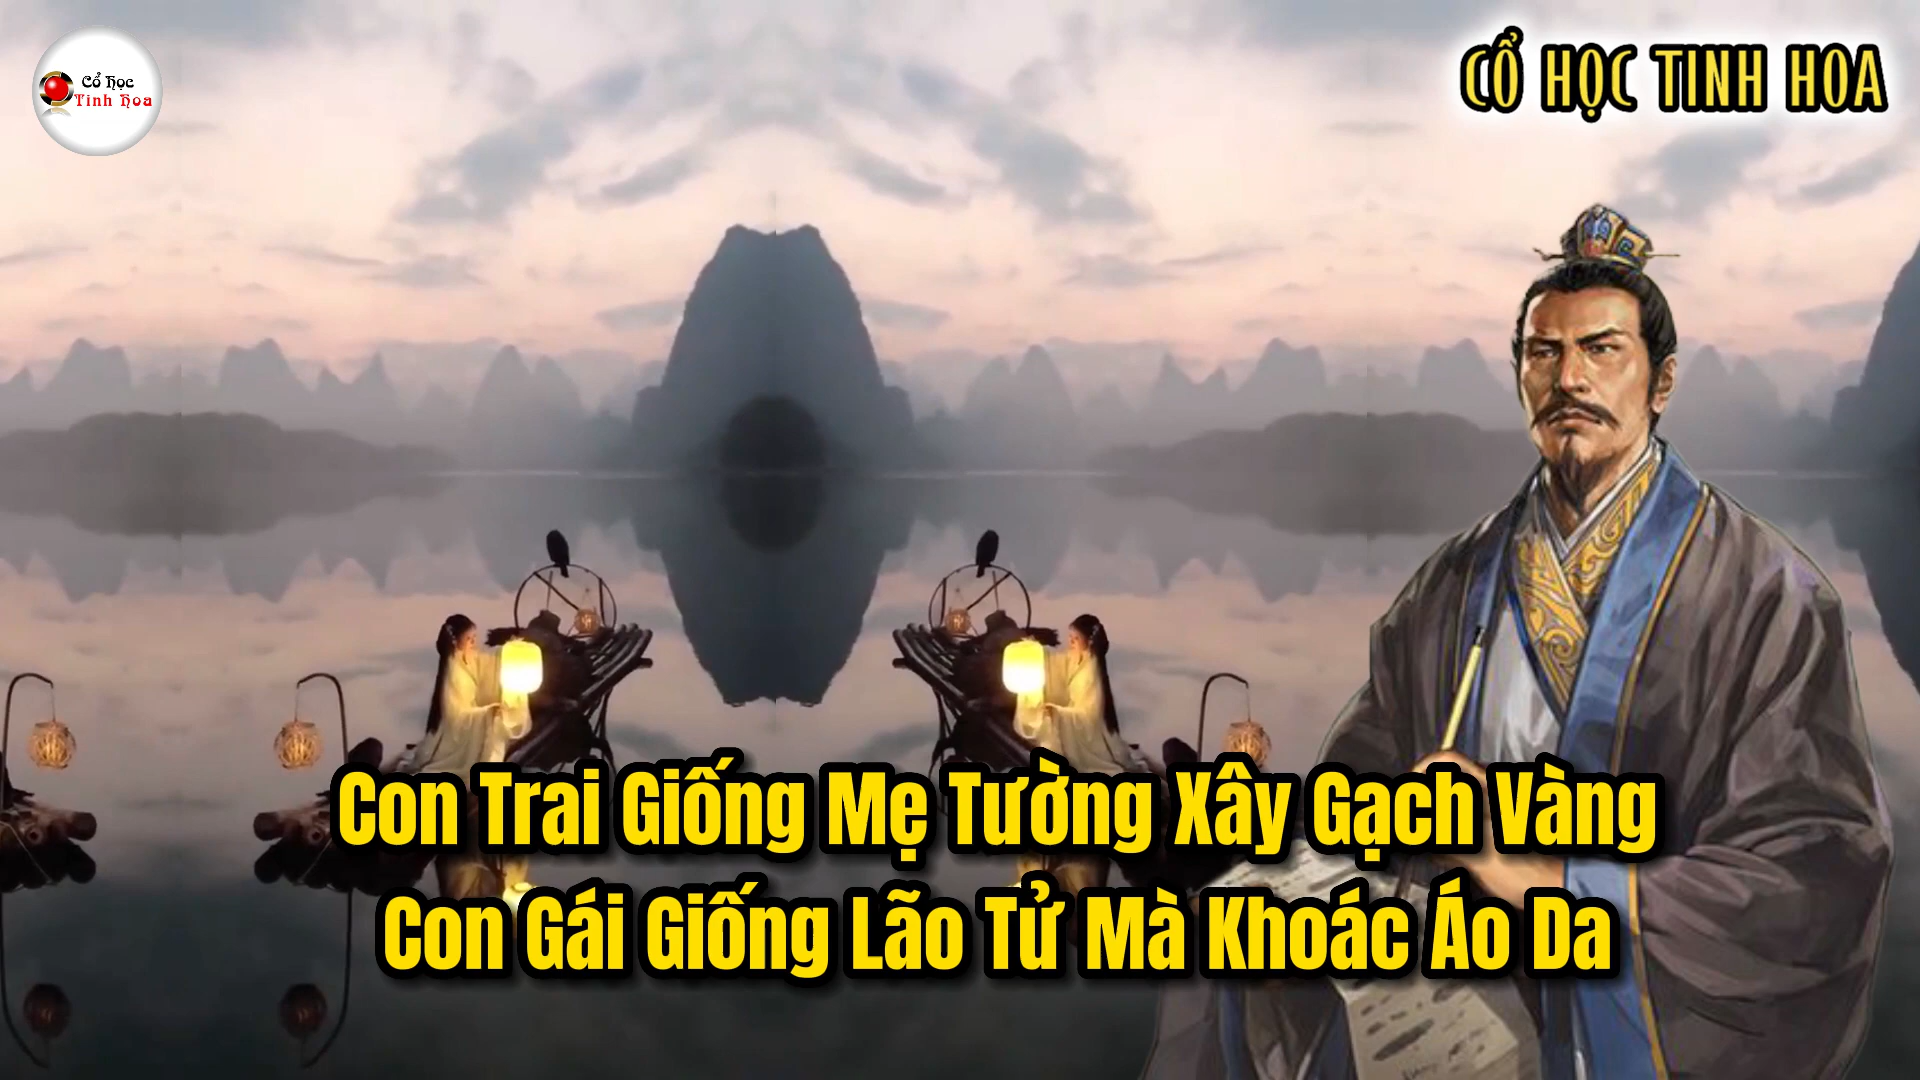 Cổ Học
Tinh Hoa
CỔ HỌC TINH HOA
Con Trai Giống Mẹ Tường Xây Gạch Vàng
Con Gái Giống Lão Tử Mà Khoác Áo Da